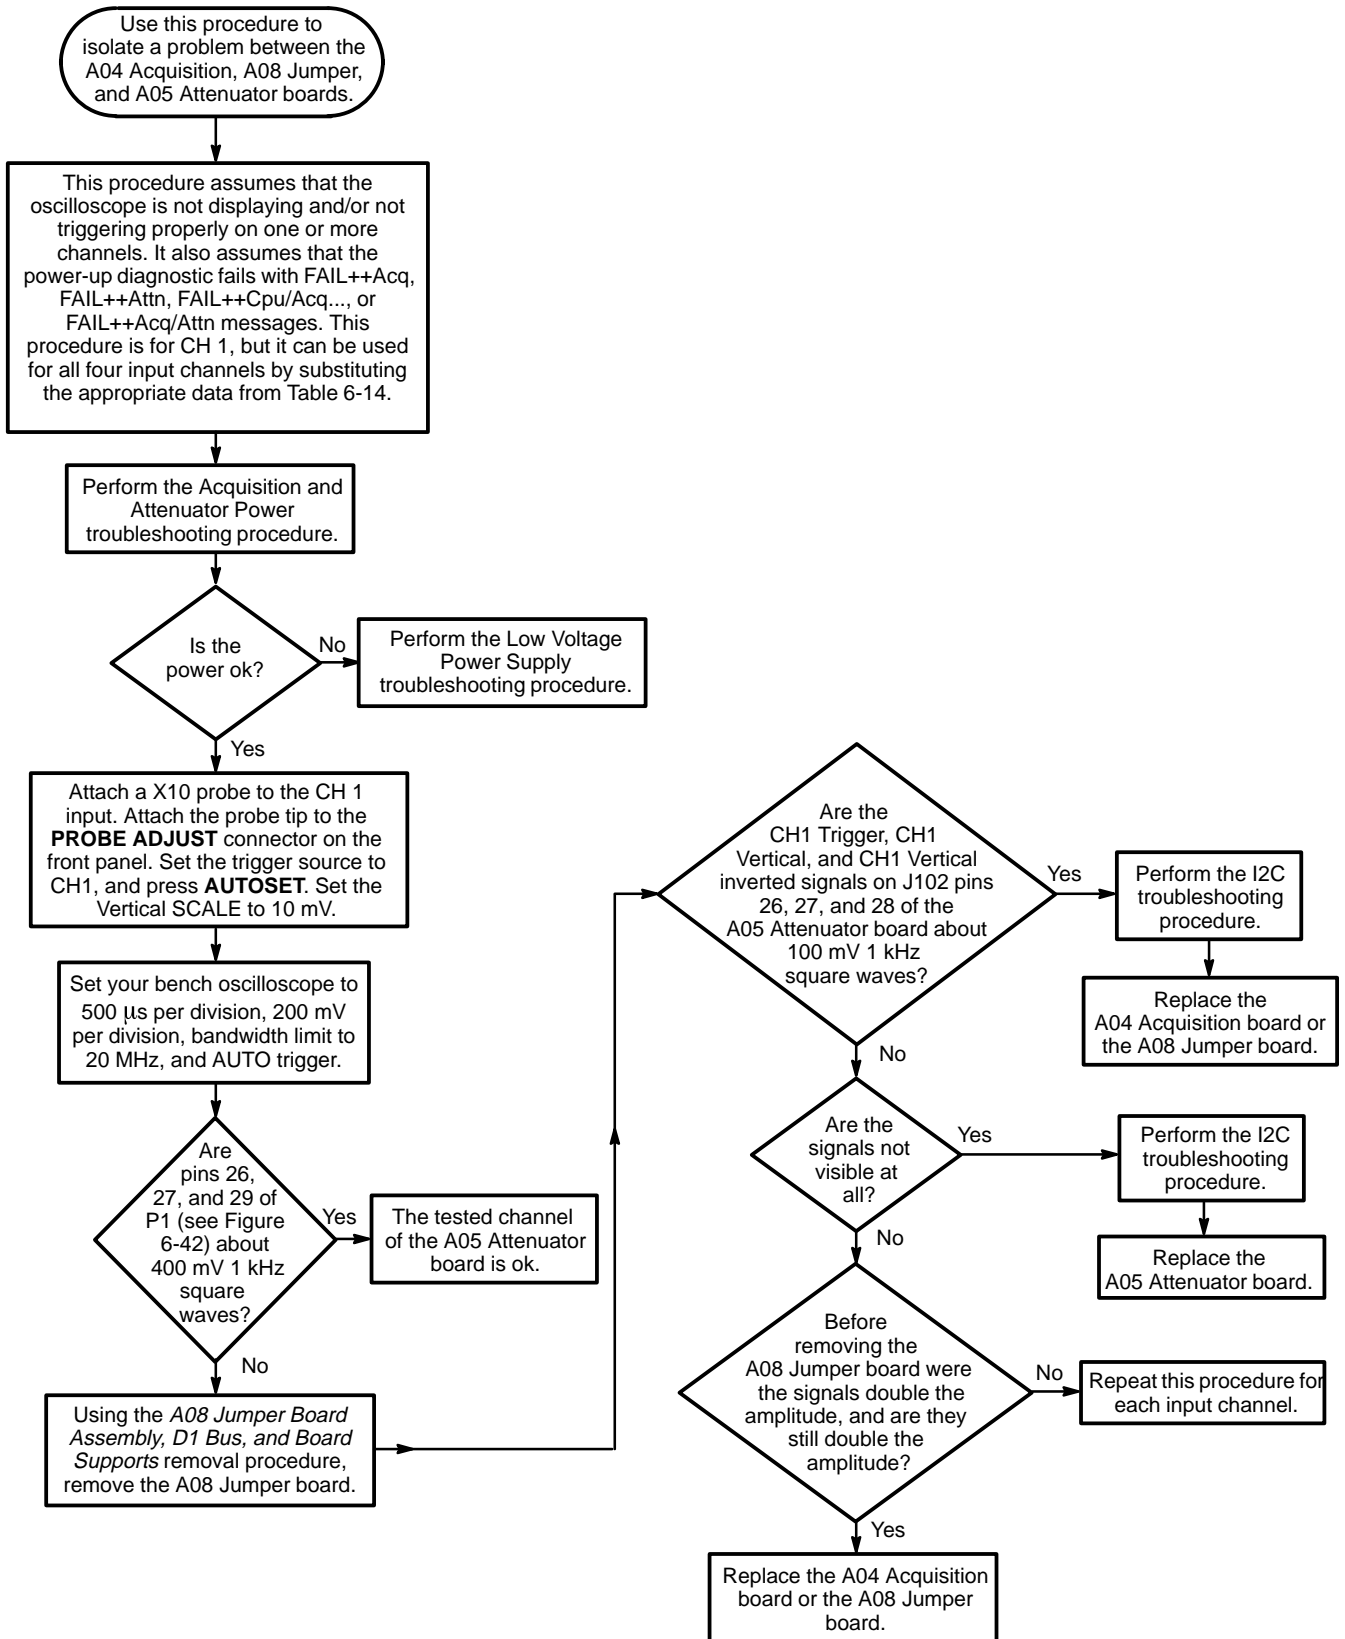 Use this procedure to
isolate a problem between the
A04 Acquisition, A08 Jumper,
and A05 Attenuator boards.
This procedure assumes that the
oscilloscope is not displaying and/or not
triggering properly on one or more
channels. It also assumes that the
power-up diagnostic fails with FAIL++Acq,
FAIL++Attn, FAIL++Cpu/Acq..., or
FAIL++Acq/Attn messages. This
procedure is for CH 1, but it can be used
for all four input channels by substituting
the appropriate data from Table 6-14.
Perform the Acquisition and
Attenuator Power
troubleshooting procedure.
Is the
power ok?
No
Perform the Low Voltage
Power Supply
troubleshooting procedure.
Yes
Attach a X10 probe to the CH 1
input. Attach the probe tip to the
PROBE ADJUST connector on the
front panel. Set the trigger source to
CH1, and press AUTOSET. Set the
Vertical SCALE to 10 mV.
Set your bench oscilloscope to
500 µs per division, 200 mV
per division, bandwidth limit to
20 MHz, and AUTO trigger.
Are
pins 26,
27, and 29 of
P1 (see Figure
6-42) about
400 mV 1 kHz
square
waves?
Yes
The tested channel
of the A05 Attenuator
board is ok.
No
Using the A08 Jumper Board
Assembly, D1 Bus, and Board
Supports removal procedure,
remove the A08 Jumper board.
Are the
CH1 Trigger, CH1
Vertical, and CH1 Vertical
inverted signals on J102 pins
26, 27, and 28 of the
A05 Attenuator board about
100 mV 1 kHz
square waves?
Yes
Perform the I2C
troubleshooting
procedure.
Replace the
A04 Acquisition board or
the A08 Jumper board.
No
Are the
signals not
visible at
all?
Yes
Perform the I2C
troubleshooting
procedure.
Replace the
A05 Attenuator board.
No
Before
removing the
A08 Jumper board were
the signals double the
amplitude, and are they
still double the
amplitude?
No
Repeat this procedure for
each input channel.
Yes
Replace the A04 Acquisition
board or the A08 Jumper
board.